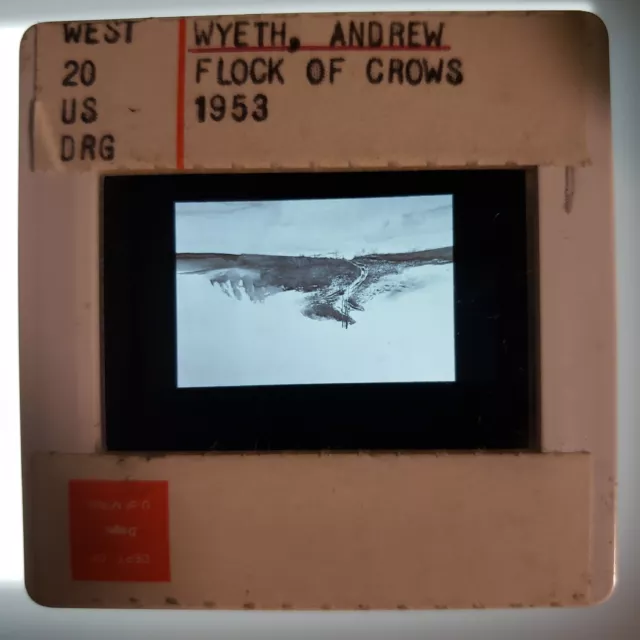 WEST
20
US
DRG
WYETH, ANDREW
FLOCK OF CROWS
1953